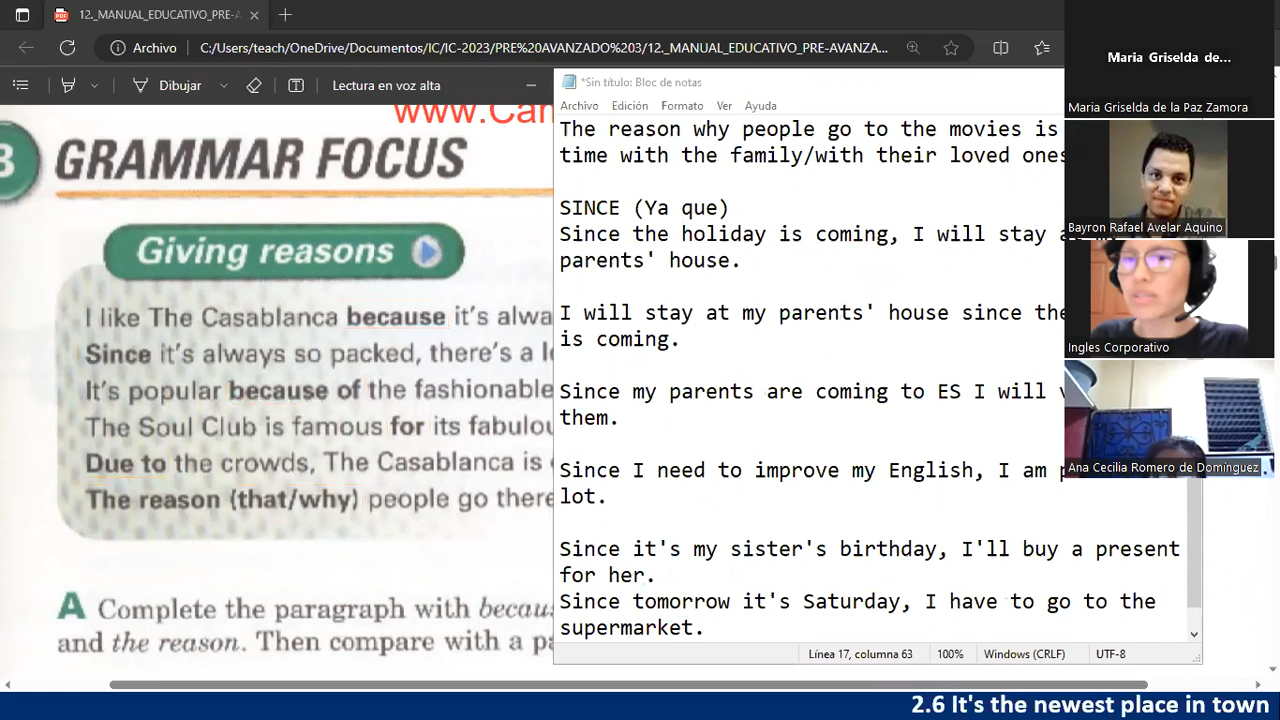 12._MANUAL_EDUCATIVO_PRE-A
Archivo C:/Users/teach/OneDrive/Documentos/IC/IC-2023/PRE%20AVANZADO%203/12._MANUAL_EDUCATIVO_PRE-AVANZA...
Dibujar Lectura en voz alta
www.Cam
GRAMMAR FOCUS
Giving reasons
I like The Casablanca because it's alwa
Since it's always so packed, there's a
It's popular because of the fashionable
The Soul Club is famous for its
Due to the crowds, The Casablanca is
The reason (that/why) people go there
A Complete the paragraph with
and the reason. Then compare with a
*Sin título: Bloc de notas
Archivo Edición Formato Ver Ayuda
The reason why people go to the movies is
time with the family/with their loved ones
SINCE (Ya que)
Since the holiday is coming, I will stay
parents' house.
I will stay at my parents' house since the
is coming.
Since my parents are coming to ES I will
them.
Since I need to improve my English, I am
lot.
Since it's my sister's birthday, I'll buy a present
for her.
Since tomorrow it's Saturday, I have to go to the
supermarket.
Línea 17, columna 63 100% Windows (CRLF) UTF-8
Maria Griselda de...
Maria Griselda de la Paz Zamora
Bayron Rafael Avelar Aquino
Ingles Corporativo
Ana Cecilia Romero de Domínguez
2.6 It's the newest place in town